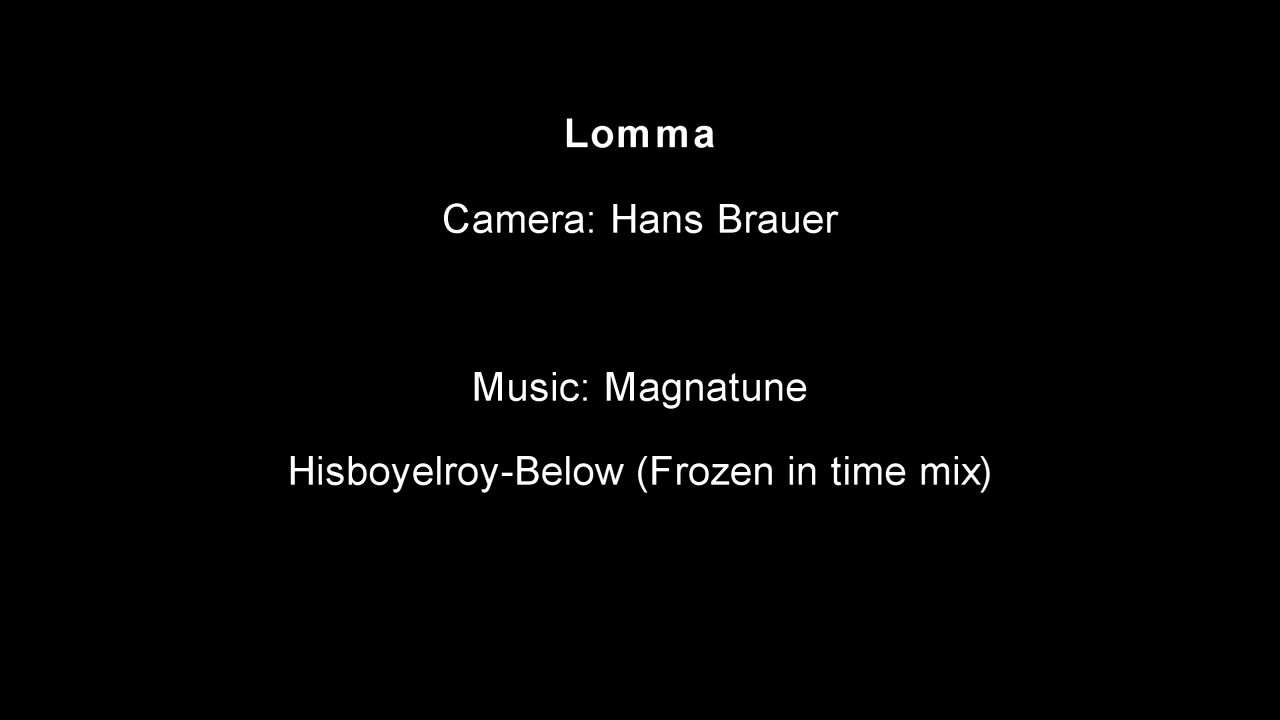 Lomma
Camera: Hans Brauer
Music: Magnatune
Hisboyelroy-Below (Frozen in time mix)